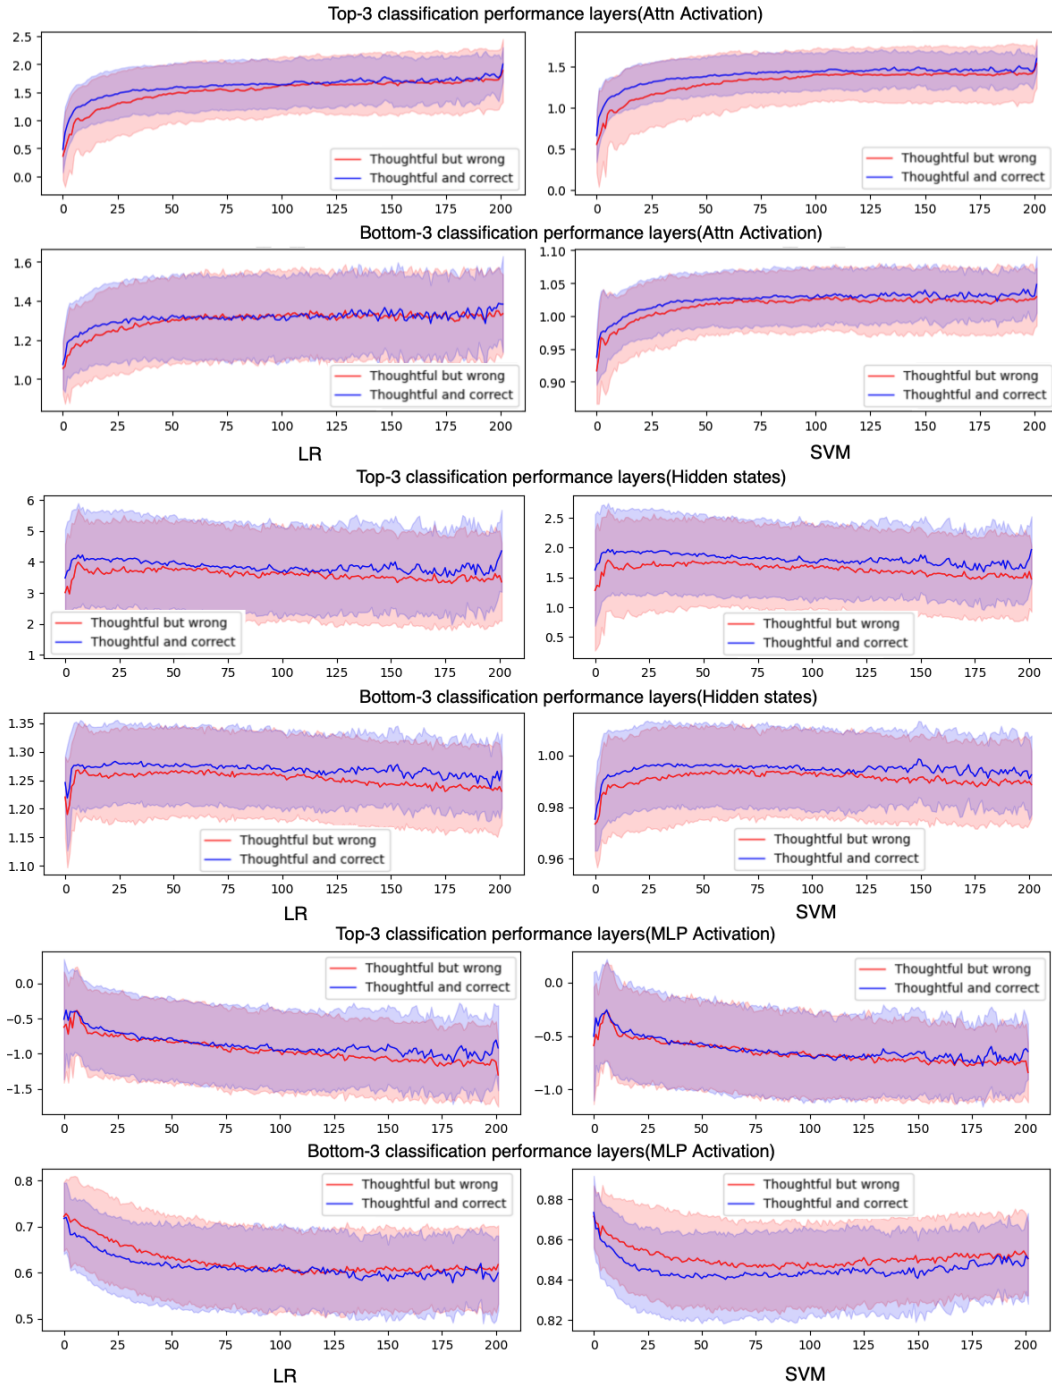 Top-3 classification performance layers(Attn Activation)
2.5
2.0
1.5
1.0
0.5
0.0
Thoughtful but wrong
Thoughtful and correct
0 25 50 75 100 125 150 175 200
1.5
1.0
0.5
0.0
Thoughtful but wrong
Thoughtful and correct
0 25 50 75 100 125 150 175 200
Bottom-3 classification performance layers(Attn Activation)
1.6
1.4
1.2
1.0
Thoughtful but wrong
Thoughtful and correct
0 25 50 75 100 125 150 175 200
1.10
1.05
1.00
0.95
0.90
Thoughtful but wrong
Thoughtful and correct
0 25 50 75 100 125 150 175 200
LR
SVM
Top-3 classification performance layers(Hidden states)
6
5
4
3
2
1
Thoughtful but wrong
Thoughtful and correct
0 25 50 75 100 125 150 175 200
2.5
2.0
1.5
1.0
0.5
Thoughtful but wrong
Thoughtful and correct
0 25 50 75 100 125 150 175 200
Bottom-3 classification performance layers(Hidden states)
1.35
1.30
1.25
1.20
1.15
1.10
Thoughtful but wrong
Thoughtful and correct
0 25 50 75 100 125 150 175 200
1.00
0.98
0.96
Thoughtful but wrong
Thoughtful and correct
0 25 50 75 100 125 150 175 200
LR
SVM
Top-3 classification performance layers(MLP Activation)
0.0
−0.5
−1.0
−1.5
Thoughtful but wrong
Thoughtful and correct
0 25 50 75 100 125 150 175 200
0.0
−0.5
−1.0
Thoughtful but wrong
Thoughtful and correct
0 25 50 75 100 125 150 175 200
Bottom-3 classification performance layers(MLP Activation)
0.8
0.7
0.6
0.5
Thoughtful but wrong
Thoughtful and correct
0 25 50 75 100 125 150 175 200
0.88
0.86
0.84
0.82
Thoughtful but wrong
Thoughtful and correct
0 25 50 75 100 125 150 175 200
LR
SVM